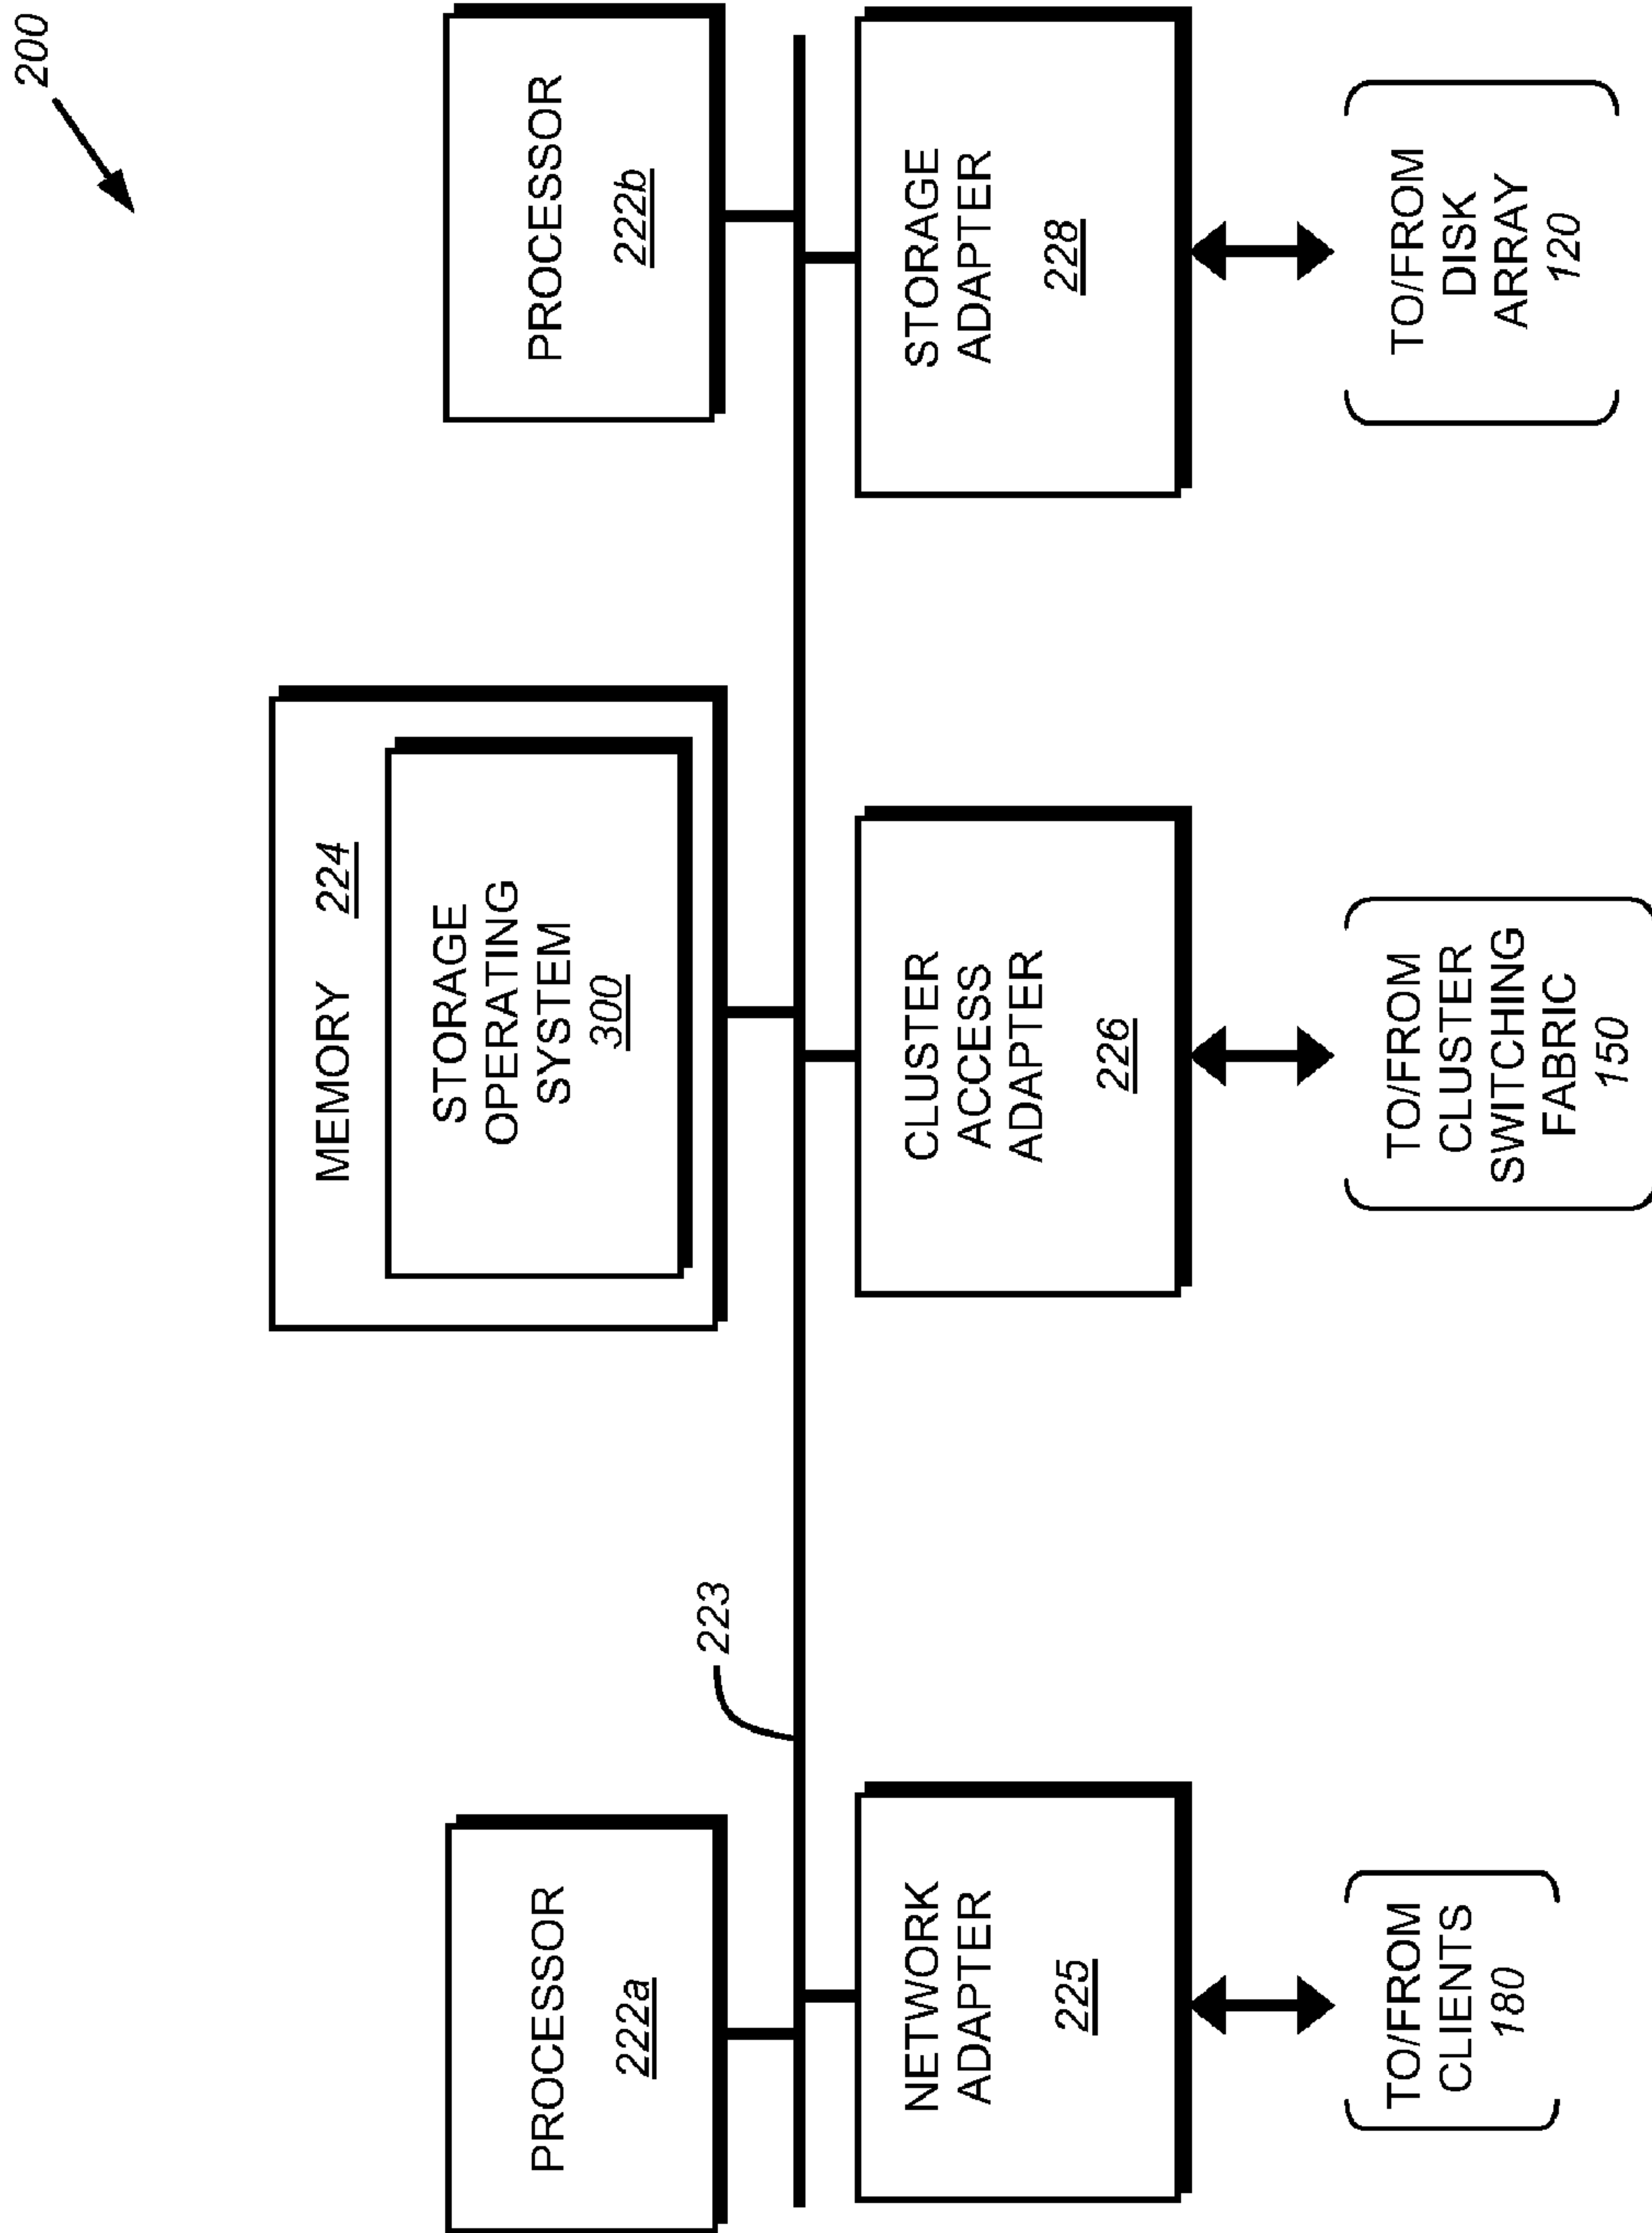 200
PROCESSOR
222a
MEMORY 224
STORAGE
OPERATING
SYSTEM
300
PROCESSOR
222b
223
NETWORK
ADAPTER
225
CLUSTER
ACCESS
ADAPTER
226
STORAGE
ADAPTER
228
TO/FROM
CLIENTS
180
TO/FROM
CLUSTER
SWITCHING
FABRIC
150
TO/FROM
DISK
ARRAY
120